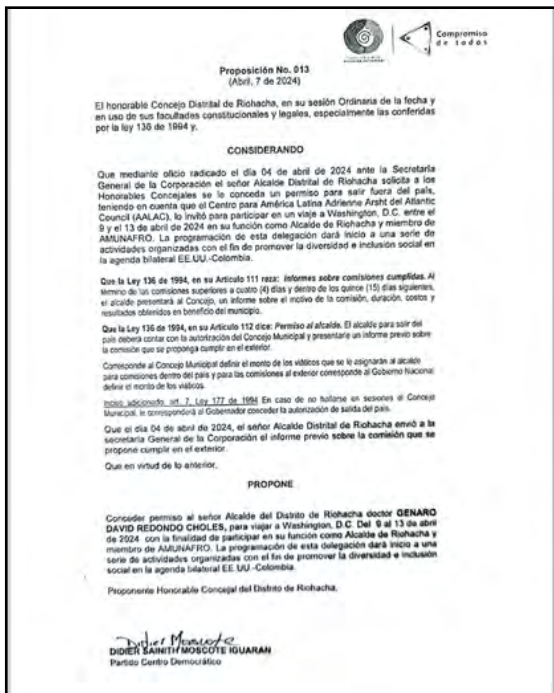 Compromiso
de todos
Proposición No. 013
(Abril, 7 de 2024)
El honorable Concejo Distrital de Riohacha, en su sesión Ordinaria de la fecha y
en uso de sus facultades constitucionales y legales, especialmente las conferidas
por la ley 136 de 1994 y.
CONSIDERANDO
Que mediante oficio radicado el día 04 de abril de 2024 ante la Secretaria
General de la Corporación el señor Alcalde Distrital de Riohacha solicita a los
Honorables Concejales se le conceda un permiso para salir fuera del país,
teniendo en cuenta que el Centro para América Latina Adrienne Arsht del Atlantic
Council (AALAC), lo invitó para participar en un viaje a Washington, D.C. entre el
9 y el 13 de abril de 2024 en su función como Alcalde de Riohacha y miembro de
AMUNAFRO. La programación de esta delegación dará inicio a una serie de
actividades organizadas con el fin de promover la diversidad e inclusión social en
la agenda bilateral EE.UU.-Colombia.
Que la Ley 136 de 1994, en su Artículo 111 reza: Informes sobre comisiones cumplidas. Al
término de las comisiones superiores a cuatro (4) días y dentro de los quince (15) días siguientes,
el alcalde presentará al Concejo, un informe sobre el motivo de la comisión, duración, costos y
resultados obtenidos en beneficio del municipio.
Que la Ley 136 de 1994, en su Artículo 112 dice: Permiso al alcalde. El alcalde para salir del
país deberá contar con la autorización del Concejo Municipal y presentarle un informe previo sobre
la comisión que se proponga cumplir en el exterior.
Corresponde al Concejo Municipal definir el monto de los viáticos que se le asignarán al alcalde
para comisiones dentro del país y para las comisiones al exterior corresponde al Gobierno Nacional
definir el monto de los viáticos.
Inciso adicionado, art. 7, Ley 177 de 1994 En caso de no hallarse en sesiones el Concejo
Municipal, le corresponderá al Gobernador conceder la autorización de salida del país.
Que el día 04 de abril de 2024, el señor Alcalde Distrital de Riohacha envió a la
secretaria General de la Corporación el informe previo sobre la comisión que se
propone cumplir en el exterior.
Que en virtud de lo anterior.
PROPONE
Conceder permiso al señor Alcalde del Distrito de Riohacha doctor GENARO
DAVID REDONDO CHOLES, para viajar a Washington, D.C. Del 9 al 13 de abril
de 2024 con la finalidad de participar en su función como Alcalde de Riohacha y
miembro de AMUNAFRO. La programación de esta delegación dará inicio a una
serie de actividades organizadas con el fin de promover la diversidad e inclusión
social en la agenda bilateral EE.UU.-Colombia.
Proponente Honorable Concejal del Distrito de Riohacha,
Didier Moscote
DIDIER SAINITH MOSCOTE IGUARAN
Partido Centro Democrático